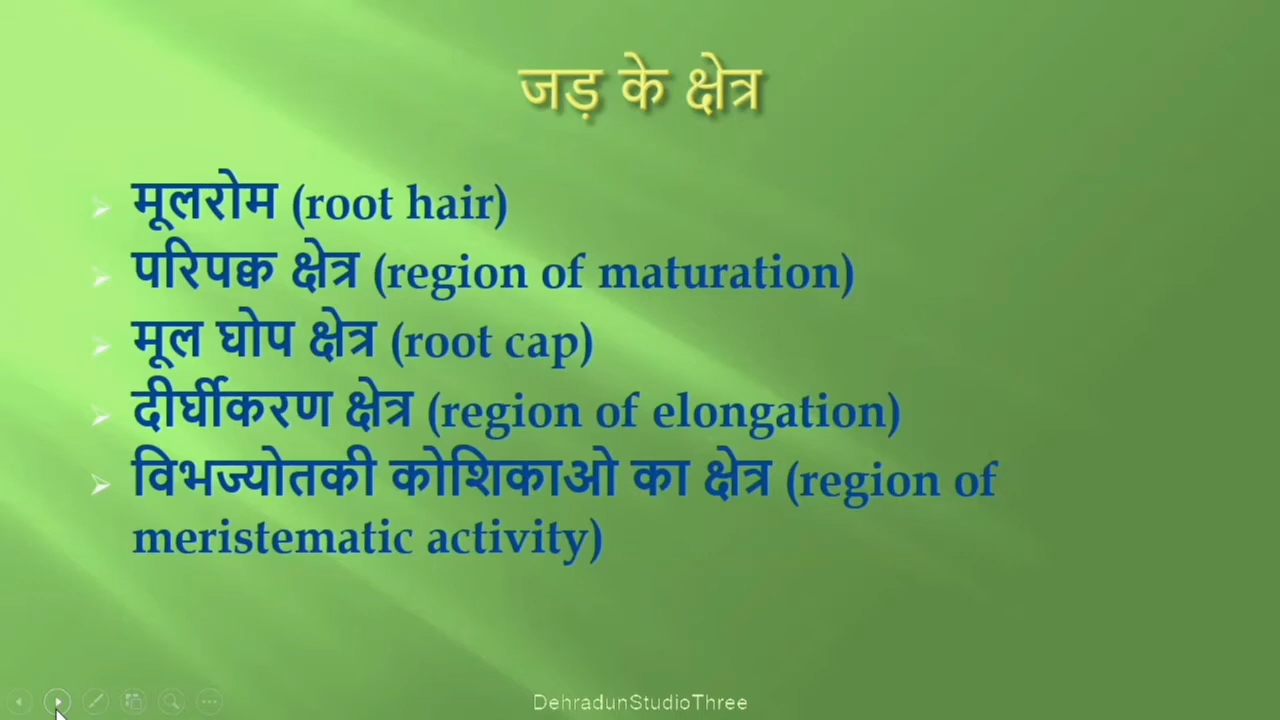 जड़ के क्षेत्र
मूलरोम (root hair)
परिपक्व क्षेत्र (region of maturation)
मूल घोप क्षेत्र (root cap)
दीर्घीकरण क्षेत्र (region of elongation)
विभज्योतकी कोशिकाओ का क्षेत्र (region of
meristematic activity)
DehradunStudioThree